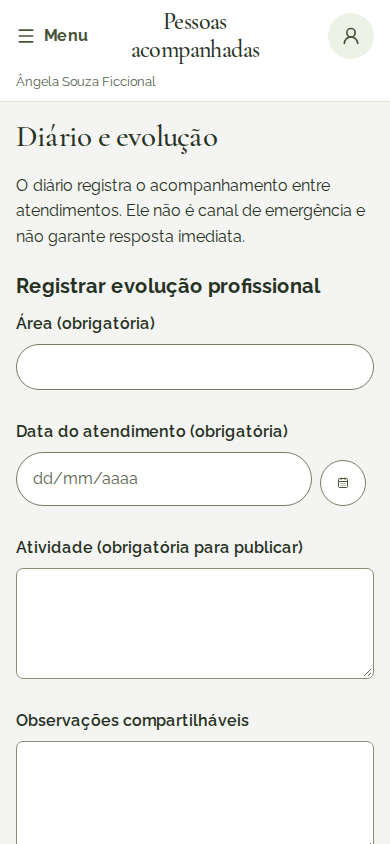 Menu
Pessoas
acompanhadas
Ângela Souza Ficcional
Diário e evolução
O diário registra o acompanhamento entre
atendimentos. Ele não é canal de emergência e
não garante resposta imediata.
Registrar evolução profissional
Área (obrigatória)
Data do atendimento (obrigatória)
dd/mm/aaaa
Atividade (obrigatória para publicar)
Observações compartilháveis